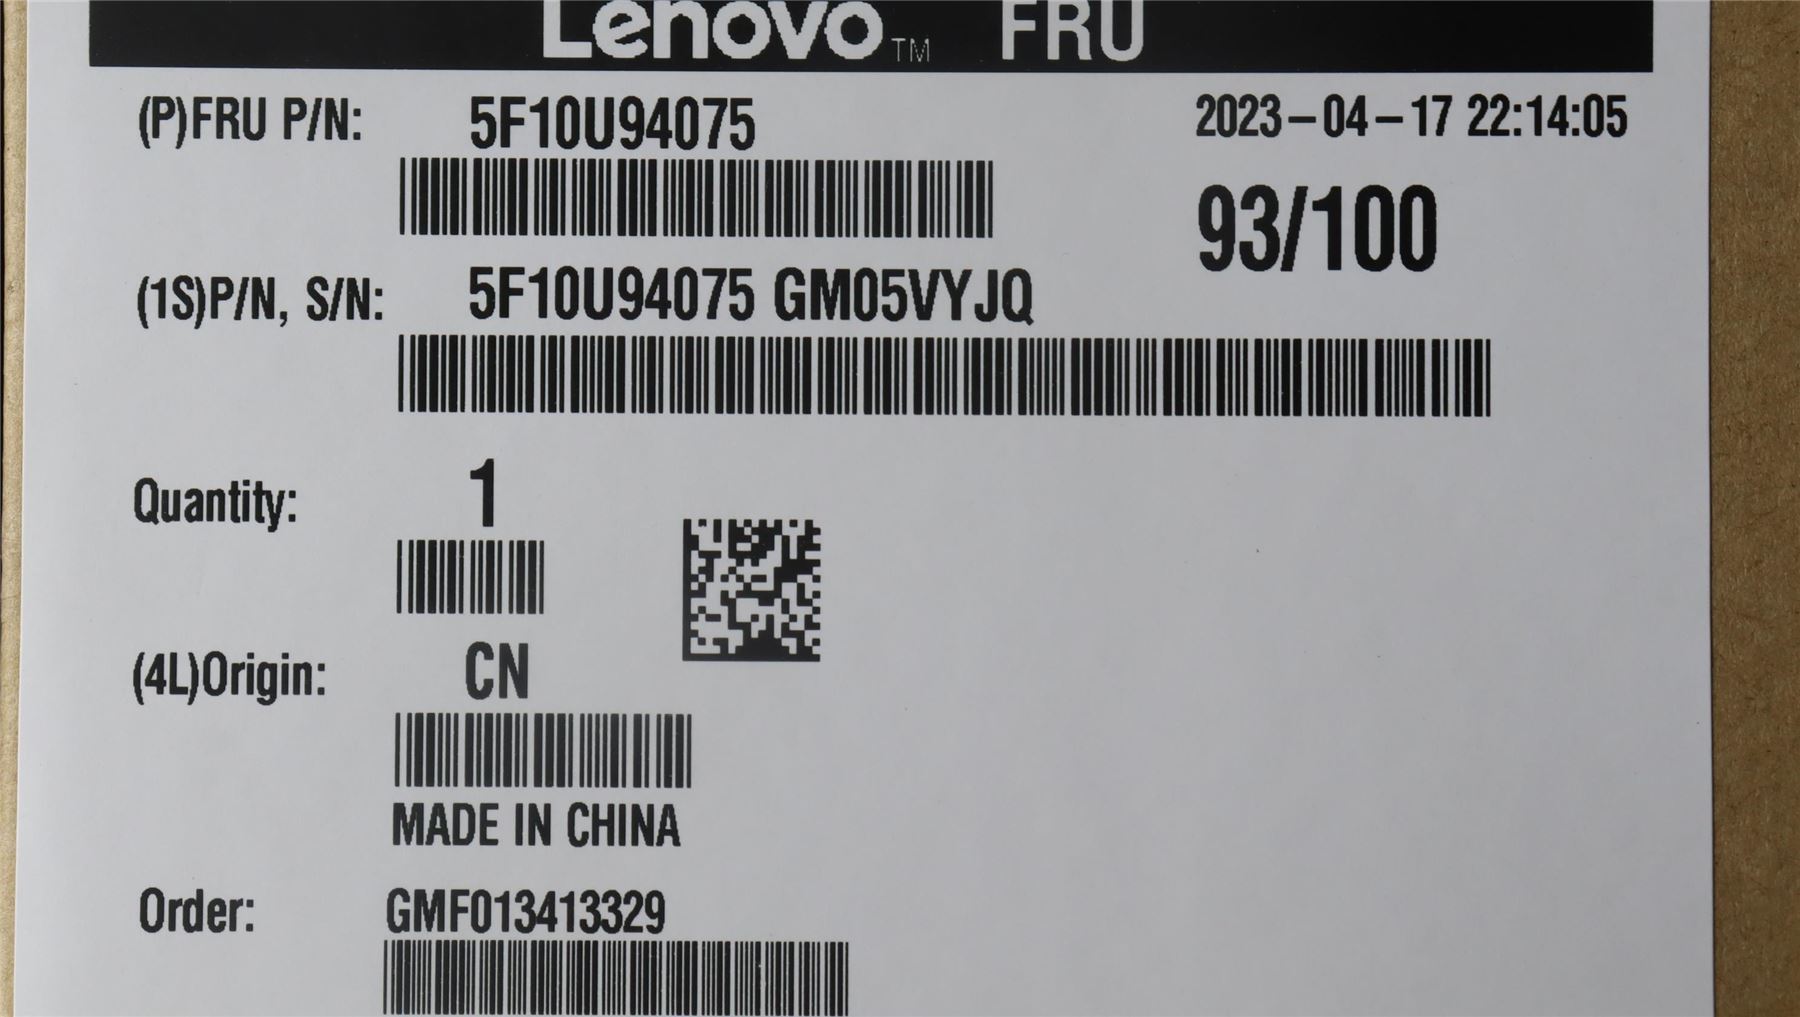 Lenovo™ FRU
(P)FRU P/N: 5F10U94075 2023-04-17 22:14:05
93/100
(1S)P/N, S/N: 5F10U94075 GM05VYJQ
Quantity: 1
(4L)Origin: CN
MADE IN CHINA
Order: GMF013413329